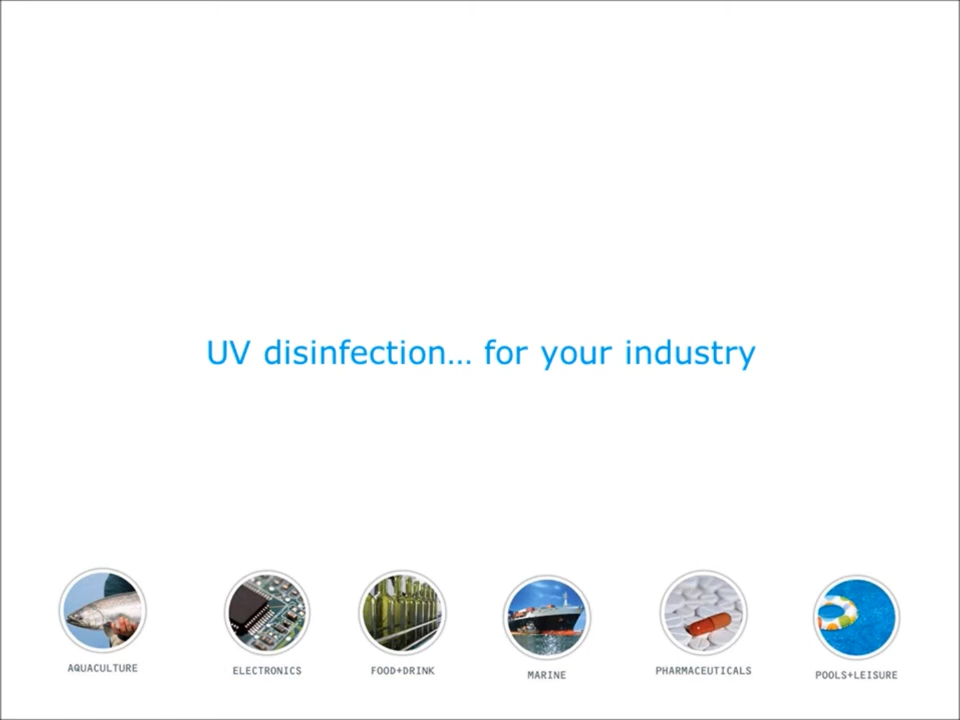 UV disinfection… for your industry
AQUACULTURE
ELECTRONICS
FOOD+DRINK
MARINE
PHARMACEUTICALS
POOLS+LEISURE